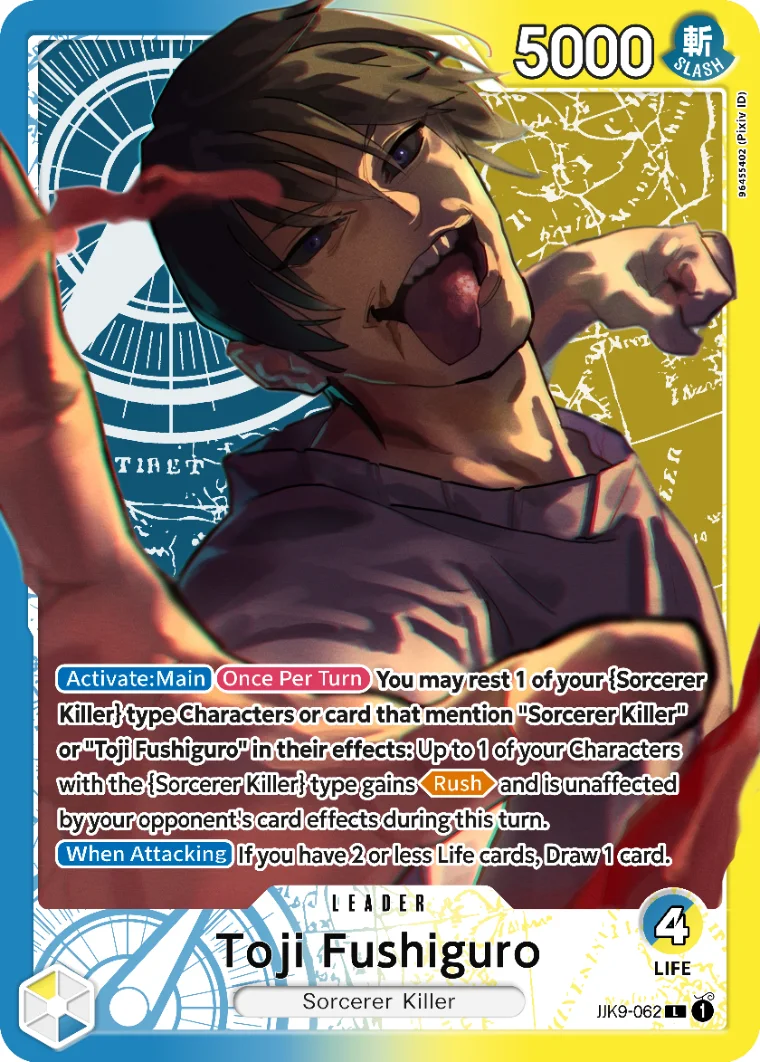 5000
斬
SLASH
96455402 (Pixiv ID)
TIBET
Activate:Main Once Per Turn You may rest 1 of your {Sorcerer
Killer} type Characters or card that mention "Sorcerer Killer"
or "Toji Fushiguro" in their effects: Up to 1 of your Characters
with the {Sorcerer Killer} type gains Rush and is unaffected
by your opponent's card effects during this turn.
When Attacking If you have 2 or less Life cards, Draw 1 card.
LEADER
4
Toji Fushiguro
LIFE
Sorcerer Killer
JJK9-062 L 1